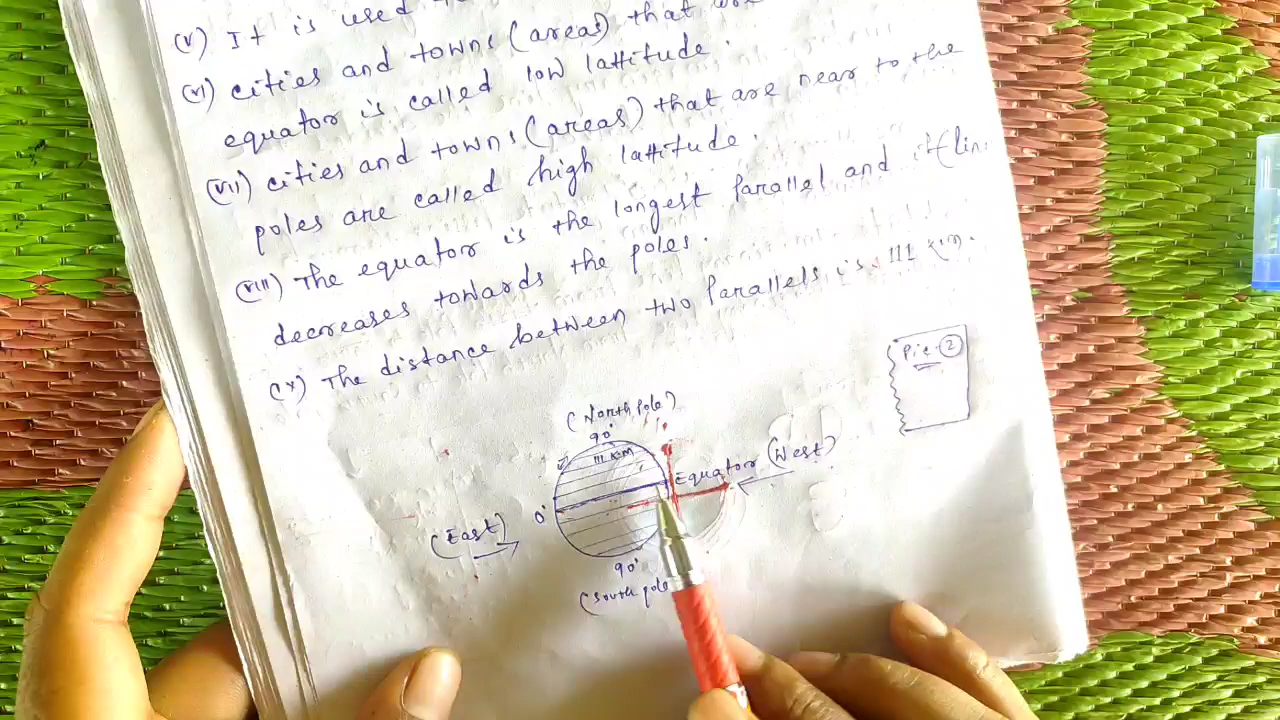 (v) It is used
(vi) cities and towns (areas) that
equator is called low lattitude.
(vii) cities and towns (areas) that are near to the
poles are called high lattitude.
(viii) The equator is the longest parallel and it(
decreases towards the poles.
(x) The distance between two parallels is 111 km.
Pic-②
(North pole)
90°
111 km
Equator (West)
0°
(East)
90°
(South pole